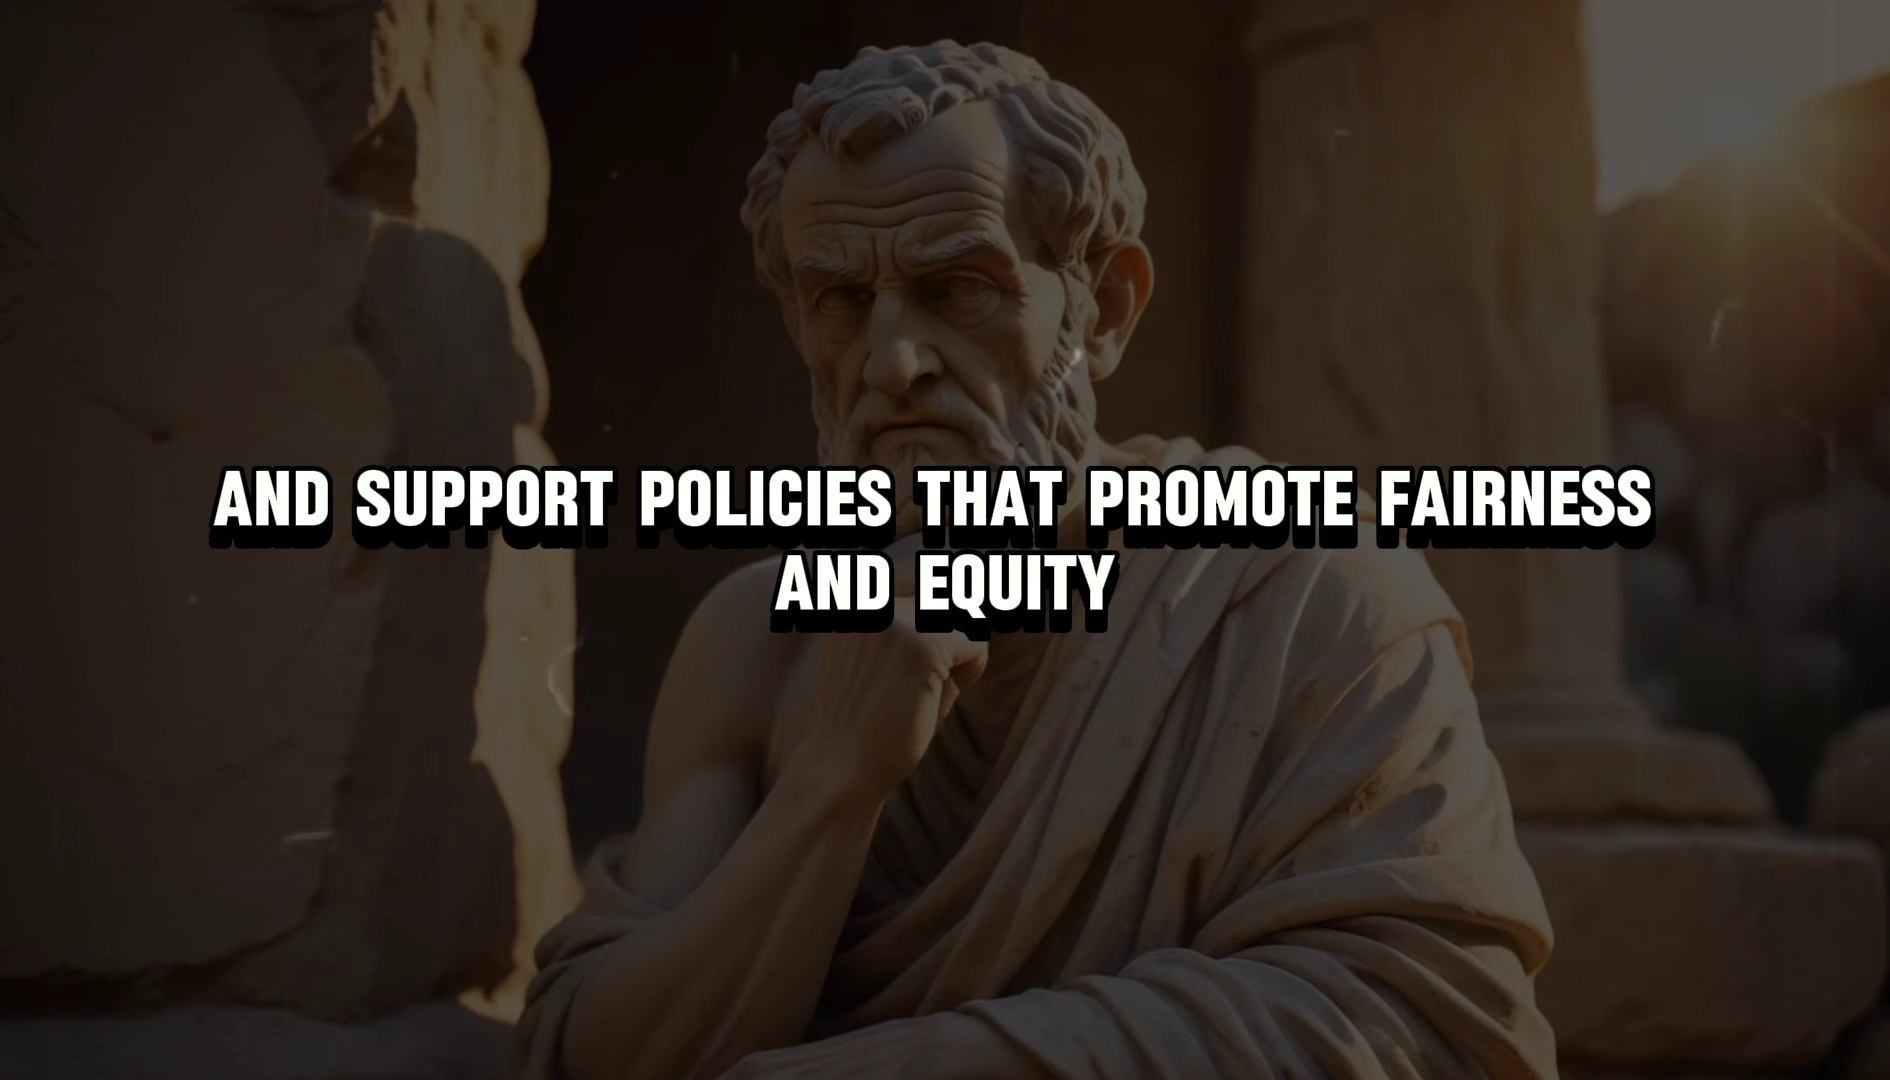 AND SUPPORT POLICIES THAT PROMOTE FAIRNESS
AND EQUITY